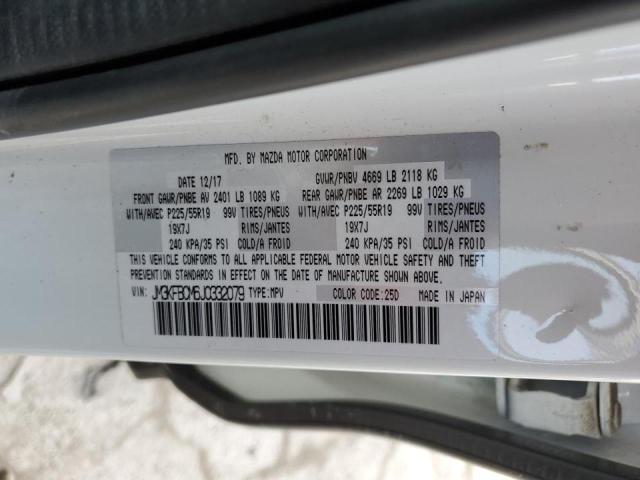 MFD. BY MAZDA MOTOR CORPORATION
DATE 12/17 GVWR/PNBV 4669 LB 2118 KG
FRONT GAWR/PNBE AV 2401 LB 1089 KG REAR GAWR/PNBE AR 2269 LB 1029 KG
WITH/AVEC P225/55R19 99V TIRES/PNEUS WITH/AVEC P225/55R19 99V TIRES/PNEUS
19X7J RIMS/JANTES 19X7J RIMS/JANTES
240 KPA/35 PSI COLD/A FROID 240 KPA/35 PSI COLD/A FROID
THIS VEHICLE CONFORMS TO ALL APPLICABLE FEDERAL MOTOR VEHICLE SAFETY AND THEFT
PREVENTION STANDARDS IN EFFECT ON THE DATE OF MANUFACTURE SHOWN ABOVE.
VIN: JM3KFBCM6J0332079 TYPE:MPV COLOR CODE:25D MADE IN JAPAN